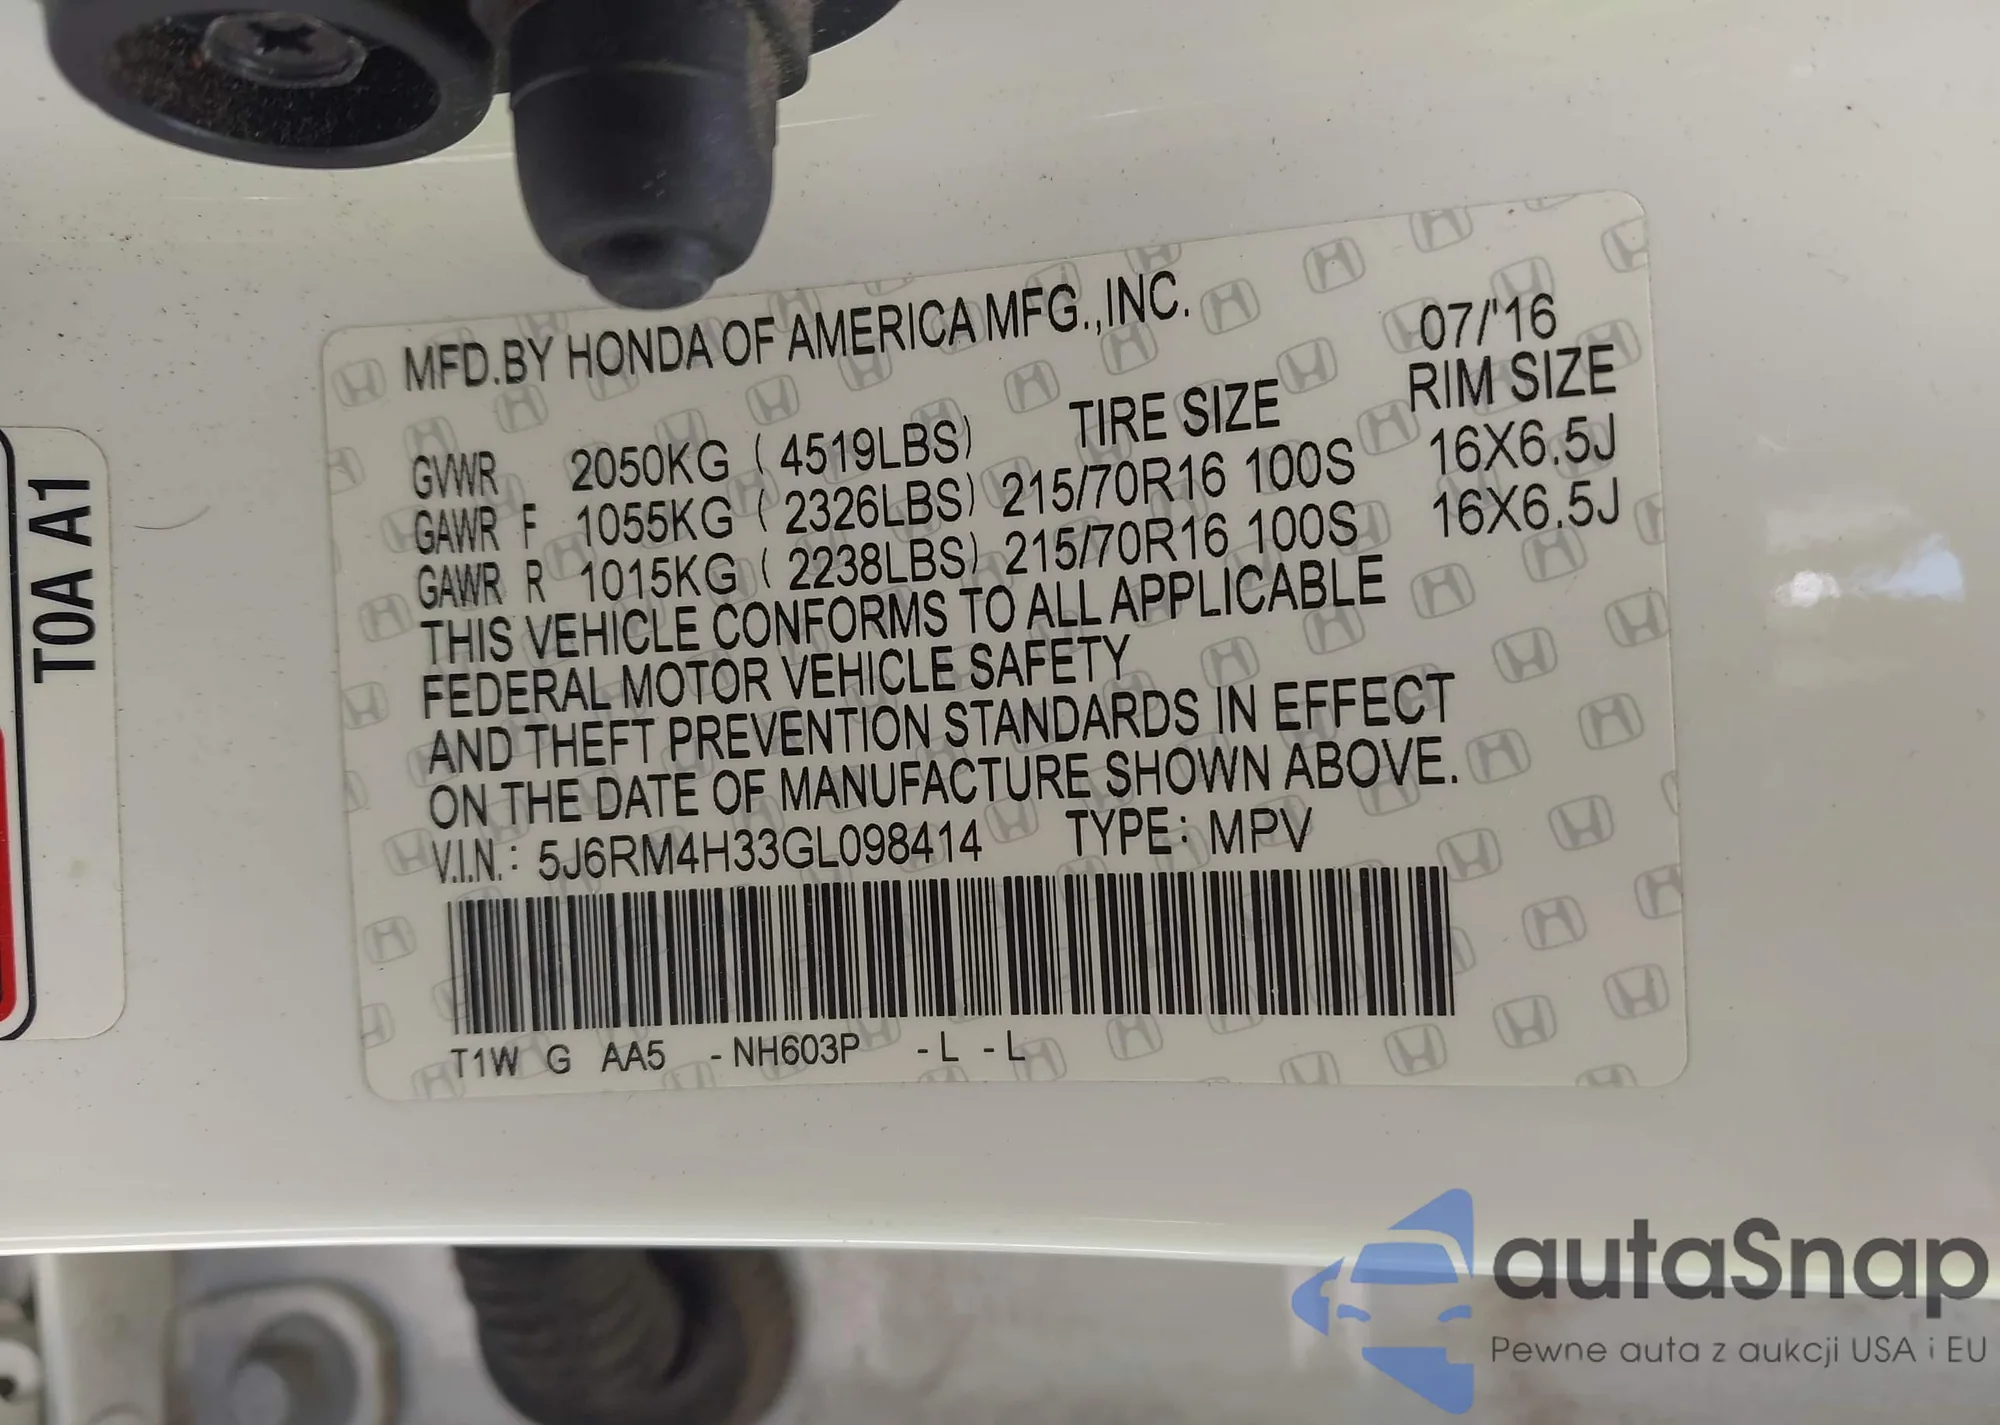 MFD.BY HONDA OF AMERICA MFG.,INC. 07/'16
TIRE SIZE RIM SIZE
GVWR 2050KG ( 4519LBS)
GAWR F 1055KG ( 2326LBS) 215/70R16 100S 16X6.5J
GAWR R 1015KG ( 2238LBS) 215/70R16 100S 16X6.5J
THIS VEHICLE CONFORMS TO ALL APPLICABLE
FEDERAL MOTOR VEHICLE SAFETY
AND THEFT PREVENTION STANDARDS IN EFFECT
ON THE DATE OF MANUFACTURE SHOWN ABOVE.
V.I.N.: 5J6RM4H33GL098414 TYPE: MPV
T1W G AA5 -NH603P -L -L
T0A A1
autaSnap
Pewne auta z aukcji USA i EU